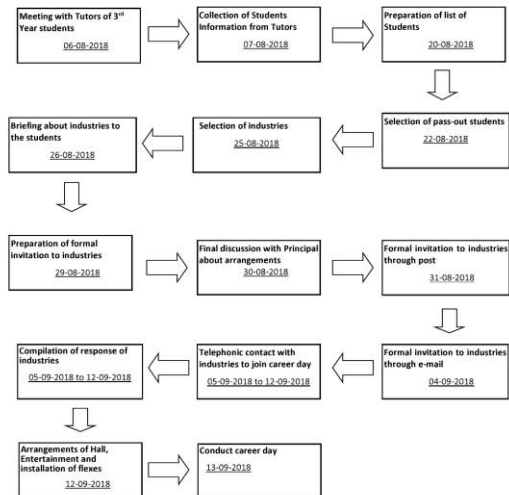 Meeting with Tutors of 3rd
Year students
06-08-2018
Collection of Students
Information from Tutors
07-08-2018
Preparation of list of
Students
20-08-2018
Selection of pass-out students
22-08-2018
Selection of industries
25-08-2018
Briefing about industries to
the students
26-08-2018
Preparation of formal
invitation to industries
29-08-2018
Final discussion with Principal
about arrangements
30-08-2018
Formal invitation to industries
through post
31-08-2018
Formal invitation to industries
through e-mail
04-09-2018
Telephonic contact with
industries to join career day
05-09-2018 to 12-09-2018
Compilation of response of
industries
05-09-2018 to 12-09-2018
Arrangements of Hall,
Entertainment and
installation of flexes
12-09-2018
Conduct career day
13-09-2018